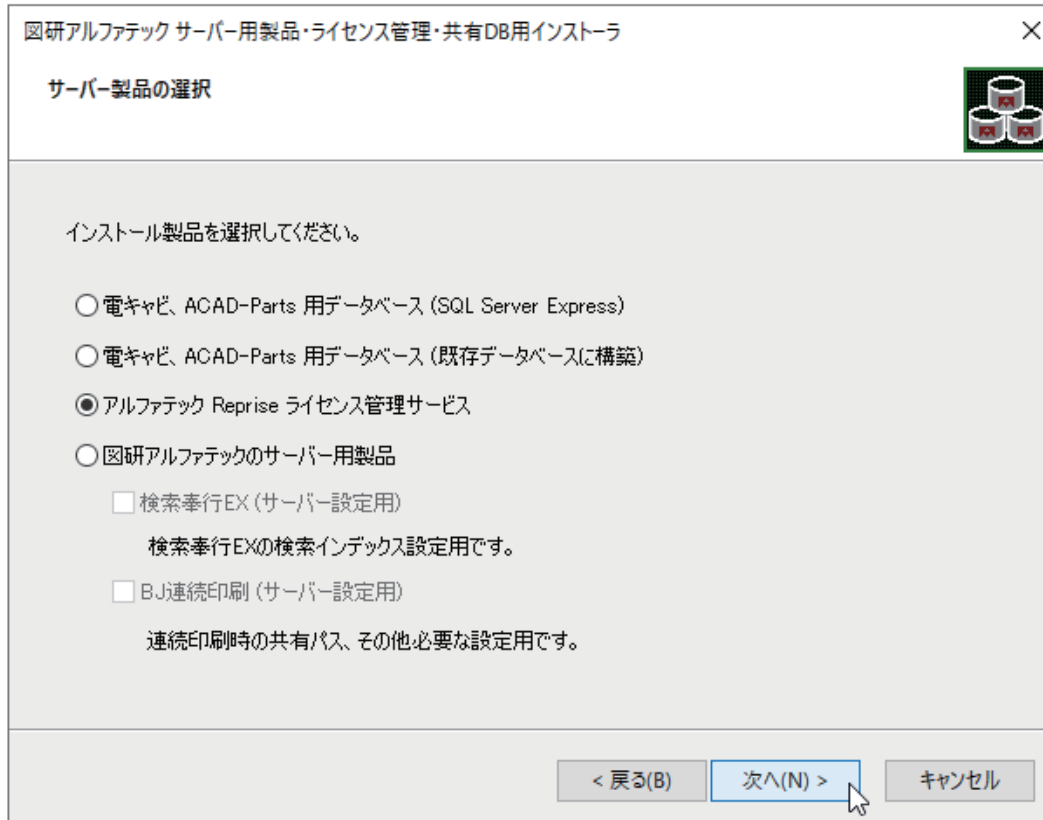 図研アルファテック サーバー用製品・ライセンス管理・共有DB用インストーラ
サーバー製品の選択
インストール製品を選択してください。
電キャビ、ACAD-Parts 用データベース (SQL Server Express)
電キャビ、ACAD-Parts 用データベース (既存データベースに構築)
アルファテック Reprise ライセンス管理サービス
図研アルファテックのサーバー用製品
検索奉行EX (サーバー設定用)
検索奉行EXの検索インデックス設定用です。
BJ連続印刷 (サーバー設定用)
連続印刷時の共有パス、その他必要な設定用です。
< 戻る(B)
次へ(N) >
キャンセル